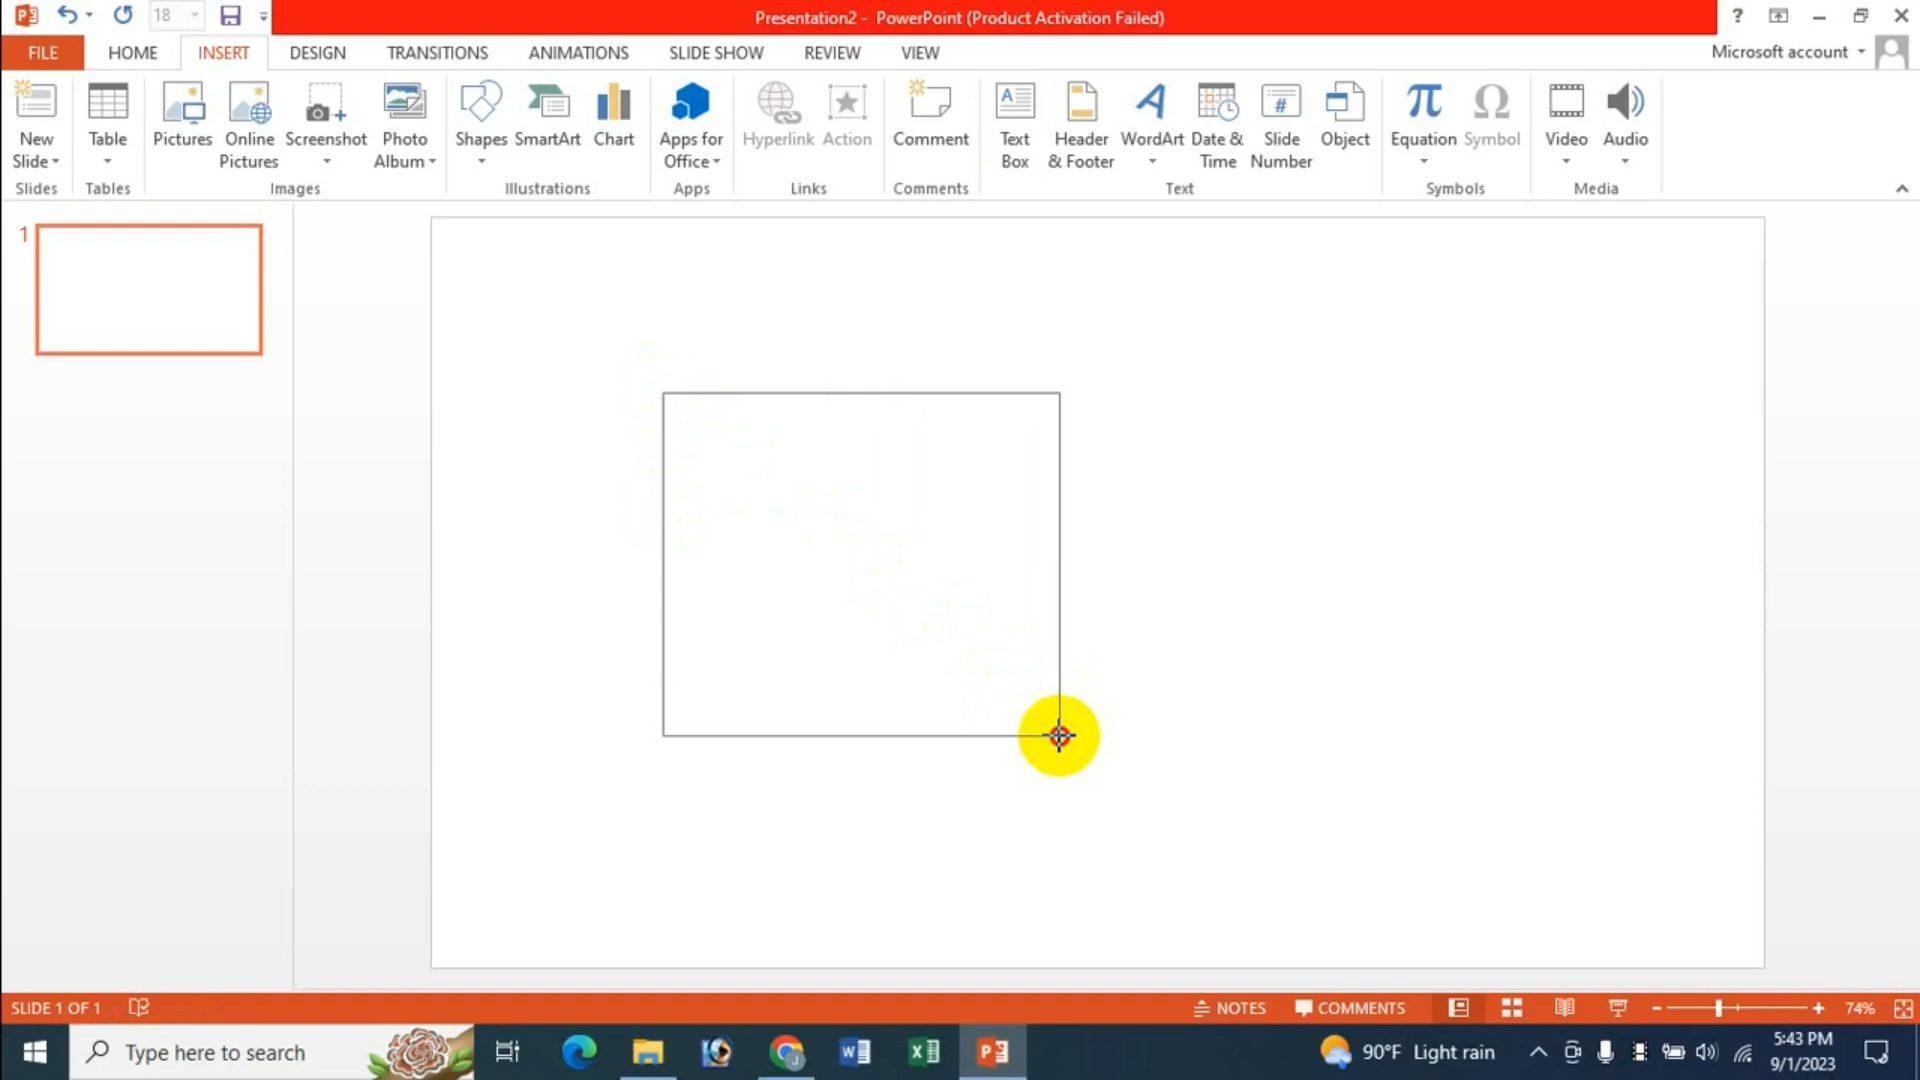 18
Presentation2 - PowerPoint (Product Activation Failed)
?
FILE HOME INSERT DESIGN TRANSITIONS ANIMATIONS SLIDE SHOW REVIEW VIEW
Microsoft account
New Slide
Table
Pictures
Online Pictures
Screenshot
Photo Album
Shapes
SmartArt
Chart
Apps for Office
Hyperlink
Action
Comment
Text Box
Header & Footer
WordArt
Date & Time
Slide Number
Object
Equation
Symbol
Video
Audio
Slides
Tables
Images
Illustrations
Apps
Links
Comments
Text
Symbols
Media
1
SLIDE 1 OF 1
NOTES
COMMENTS
74%
Type here to search
90°F Light rain
5:43 PM
9/1/2023